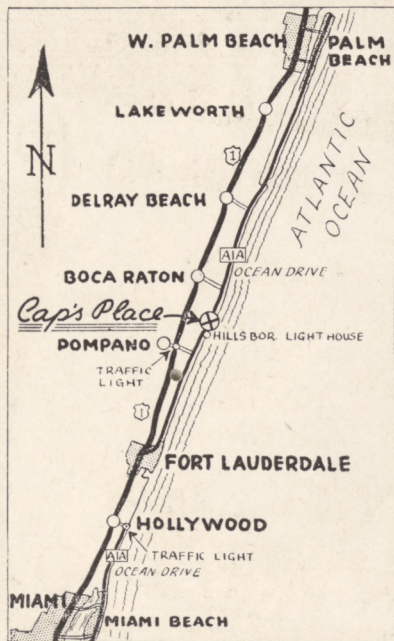 W. PALM BEACH
PALM
BEACH
N
LAKE WORTH
1
ATLANTIC
OCEAN
DELRAY BEACH
A1A
OCEAN DRIVE
BOCA RATON
Cap's Place
HILLSBOR. LIGHT HOUSE
POMPANO
TRAFFIC
LIGHT
1
FORT LAUDERDALE
HOLLYWOOD
A1A
TRAFFIC LIGHT
OCEAN DRIVE
MIAMI
MIAMI BEACH